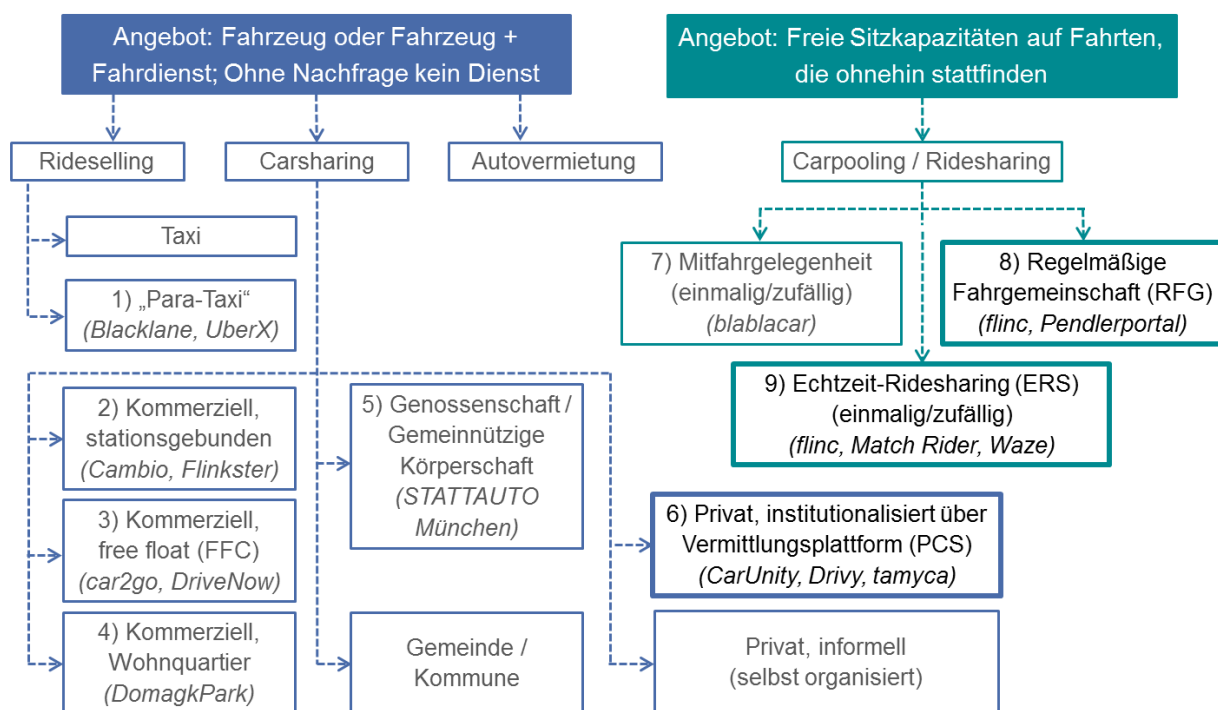 Angebot: Fahrzeug oder Fahrzeug +
Fahrdienst; Ohne Nachfrage kein Dienst
Angebot: Freie Sitzkapazitäten auf Fahrten,
die ohnehin stattfinden
Rideselling
Carsharing
Autovermietung
Carpooling / Ridesharing
Taxi
1) „Para-Taxi“
(Blacklane, UberX)
7) Mitfahrgelegenheit
(einmalig/zufällig)
(blablacar)
8) Regelmäßige
Fahrgemeinschaft (RFG)
(flinc, Pendlerportal)
9) Echtzeit-Ridesharing (ERS)
(einmalig/zufällig)
(flinc, Match Rider, Waze)
2) Kommerziell,
stationsgebunden
(Cambio, Flinkster)
5) Genossenschaft /
Gemeinnützige
Körperschaft
(STATTAUTO
München)
3) Kommerziell,
free float (FFC)
(car2go, DriveNow)
6) Privat, institutionalisiert über
Vermittlungsplattform (PCS)
(CarUnity, Drivy, tamyca)
4) Kommerziell,
Wohnquartier
(DomagkPark)
Gemeinde /
Kommune
Privat, informell
(selbst organisiert)